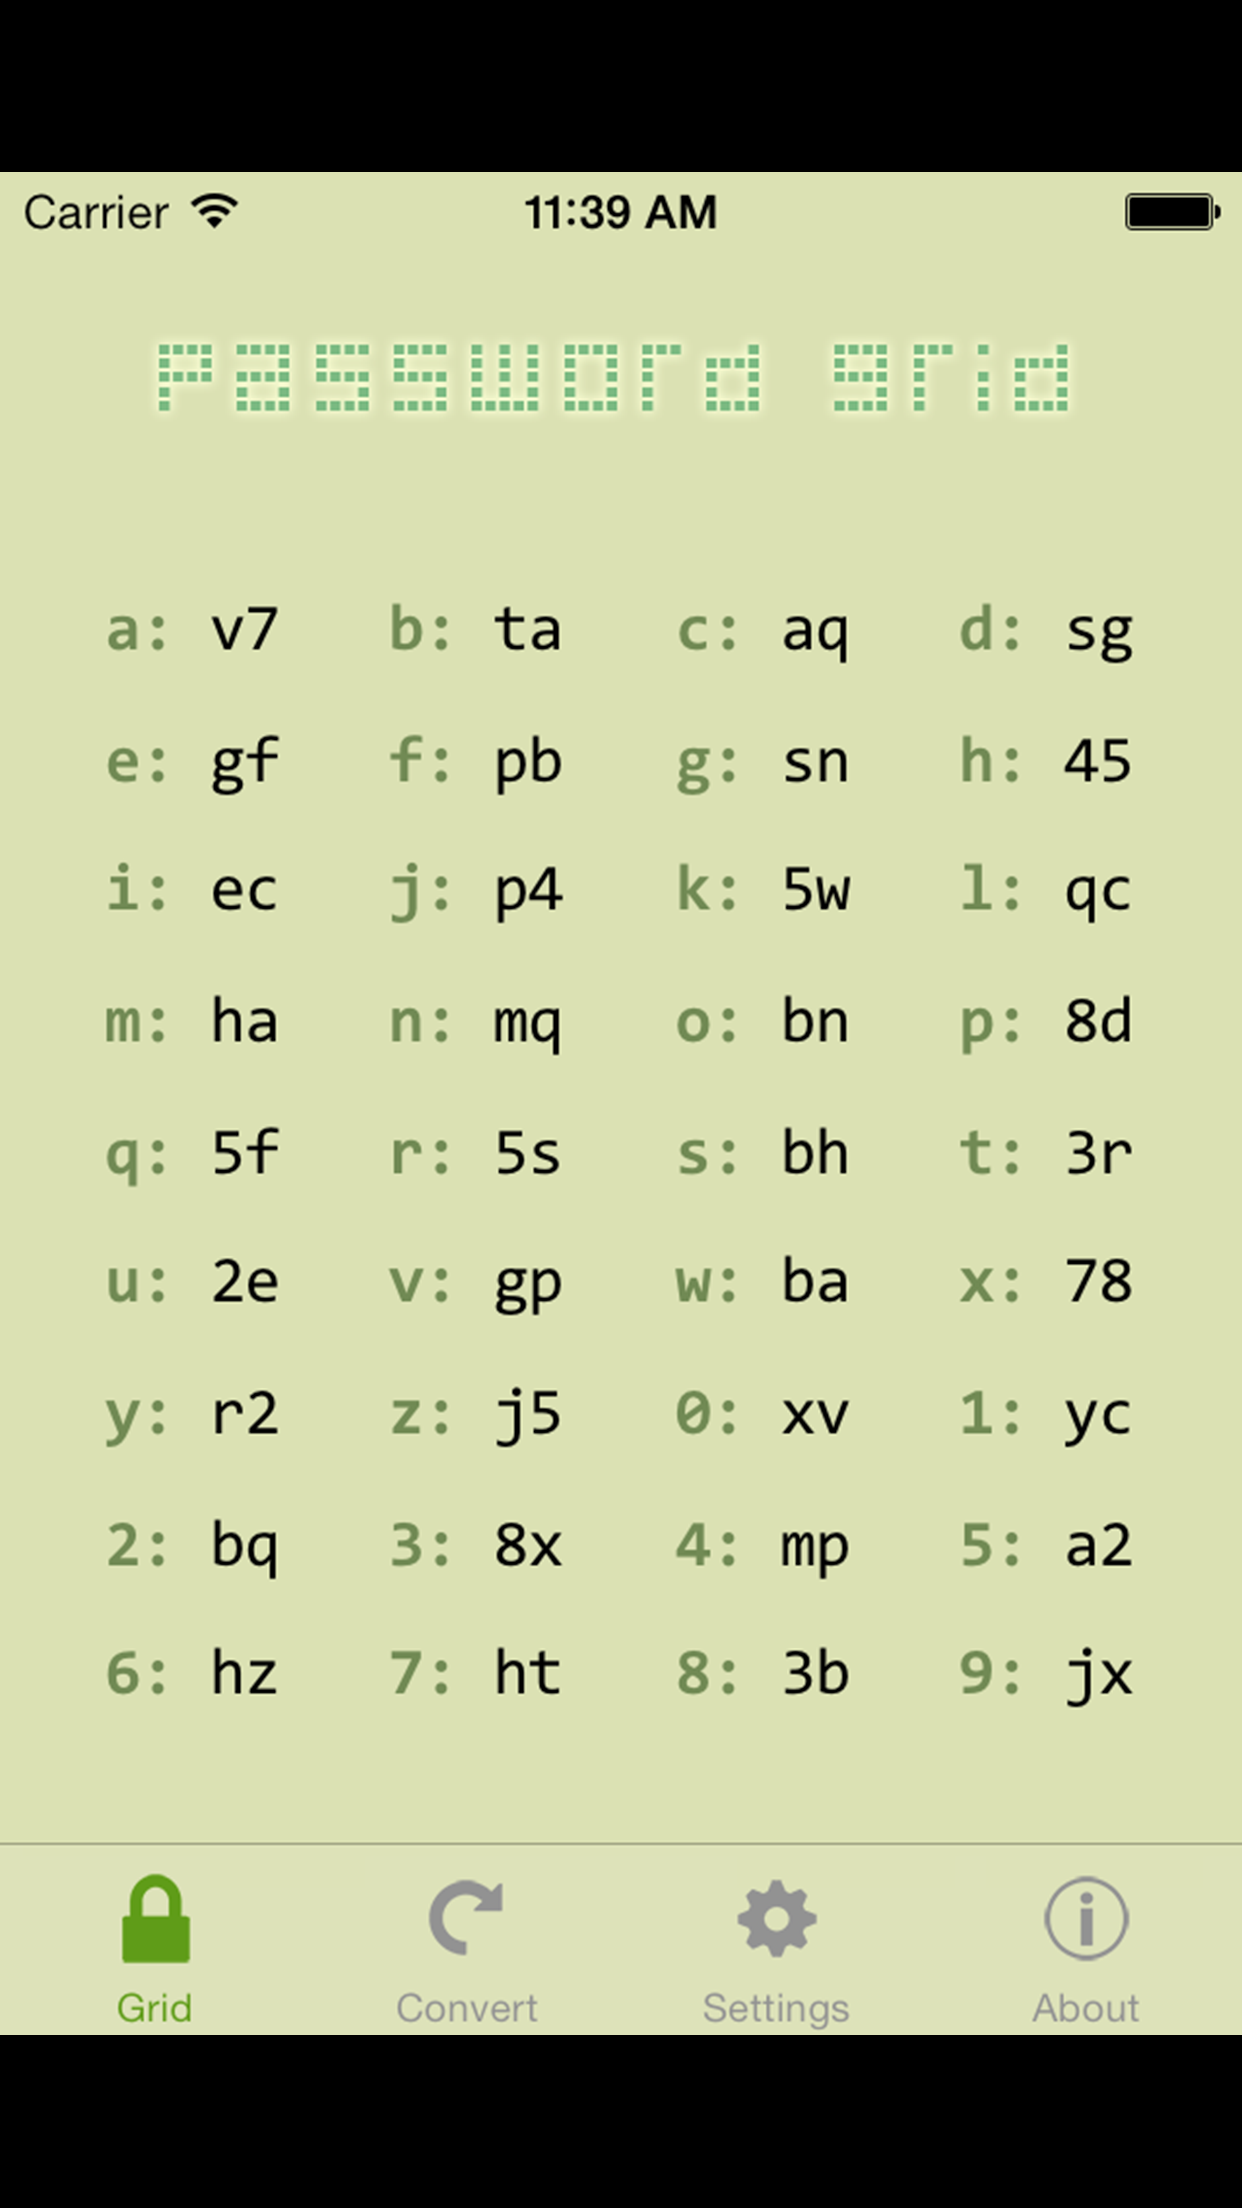 Carrier 11:39 AM
Password grid
a: v7 b: ta c: aq d: sg
e: gf f: pb g: sn h: 45
i: ec j: p4 k: 5w l: qc
m: ha n: mq o: bn p: 8d
q: 5f r: 5s s: bh t: 3r
u: 2e v: gp w: ba x: 78
y: r2 z: j5 0: xv 1: yc
2: bq 3: 8x 4: mp 5: a2
6: hz 7: ht 8: 3b 9: jx
Grid Convert Settings About